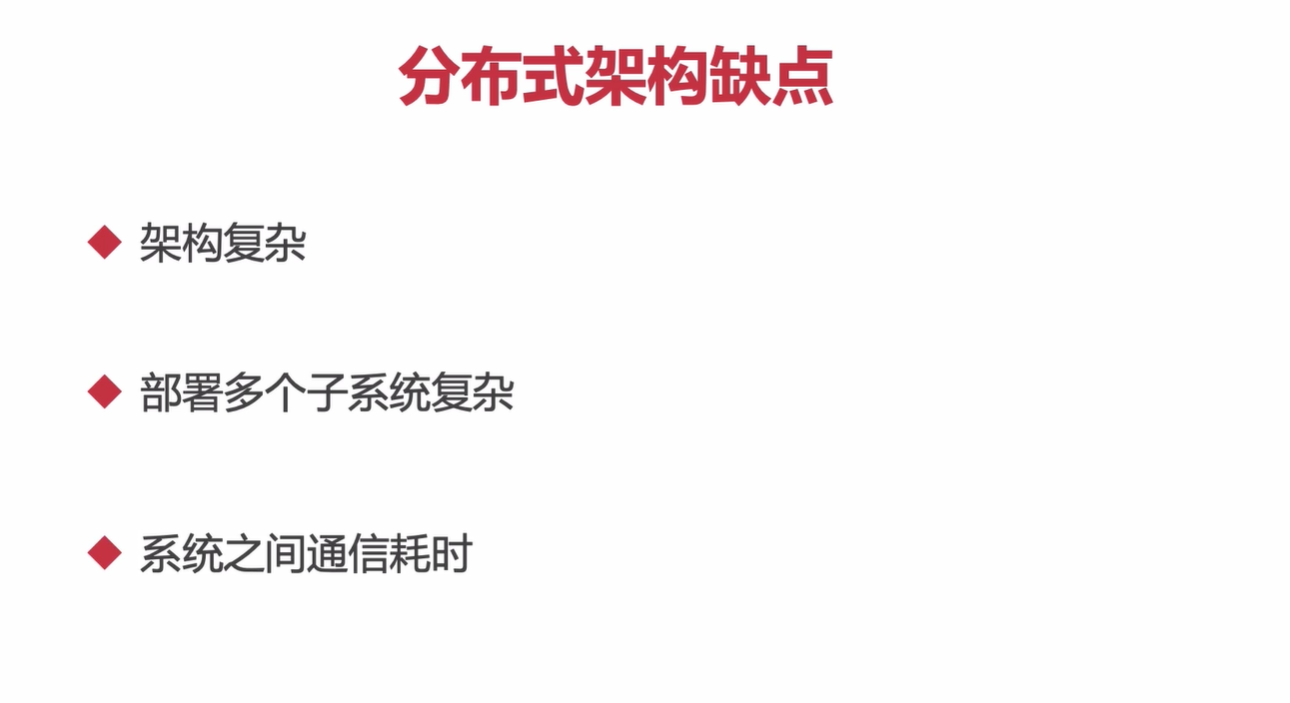 分布式架构缺点
架构复杂
部署多个子系统复杂
系统之间通信耗时